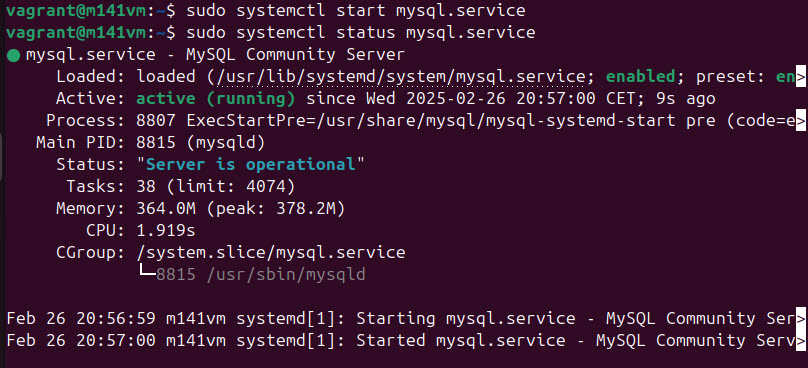 vagrant@m141vm:~$ sudo systemctl start mysql.service
vagrant@m141vm:~$ sudo systemctl status mysql.service
● mysql.service - MySQL Community Server
     Loaded: loaded (/usr/lib/systemd/system/mysql.service; enabled; preset: en>
     Active: active (running) since Wed 2025-02-26 20:57:00 CET; 9s ago
    Process: 8807 ExecStartPre=/usr/share/mysql/mysql-systemd-start pre (code=e>
   Main PID: 8815 (mysqld)
     Status: "Server is operational"
      Tasks: 38 (limit: 4074)
     Memory: 364.0M (peak: 378.2M)
        CPU: 1.919s
     CGroup: /system.slice/mysql.service
             └─8815 /usr/sbin/mysqld
Feb 26 20:56:59 m141vm systemd[1]: Starting mysql.service - MySQL Community Ser>
Feb 26 20:57:00 m141vm systemd[1]: Started mysql.service - MySQL Community Serv>